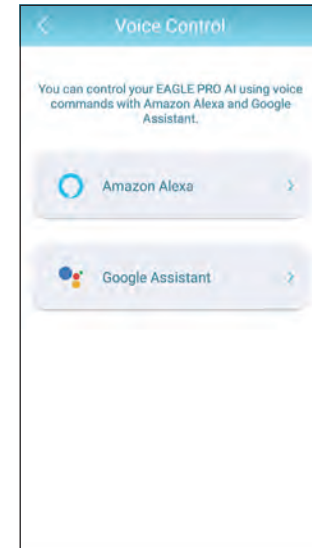 Voice Control
You can control your EAGLE PRO AI using voice
commands with Amazon Alexa and Google
Assistant.
Amazon Alexa
Google Assistant